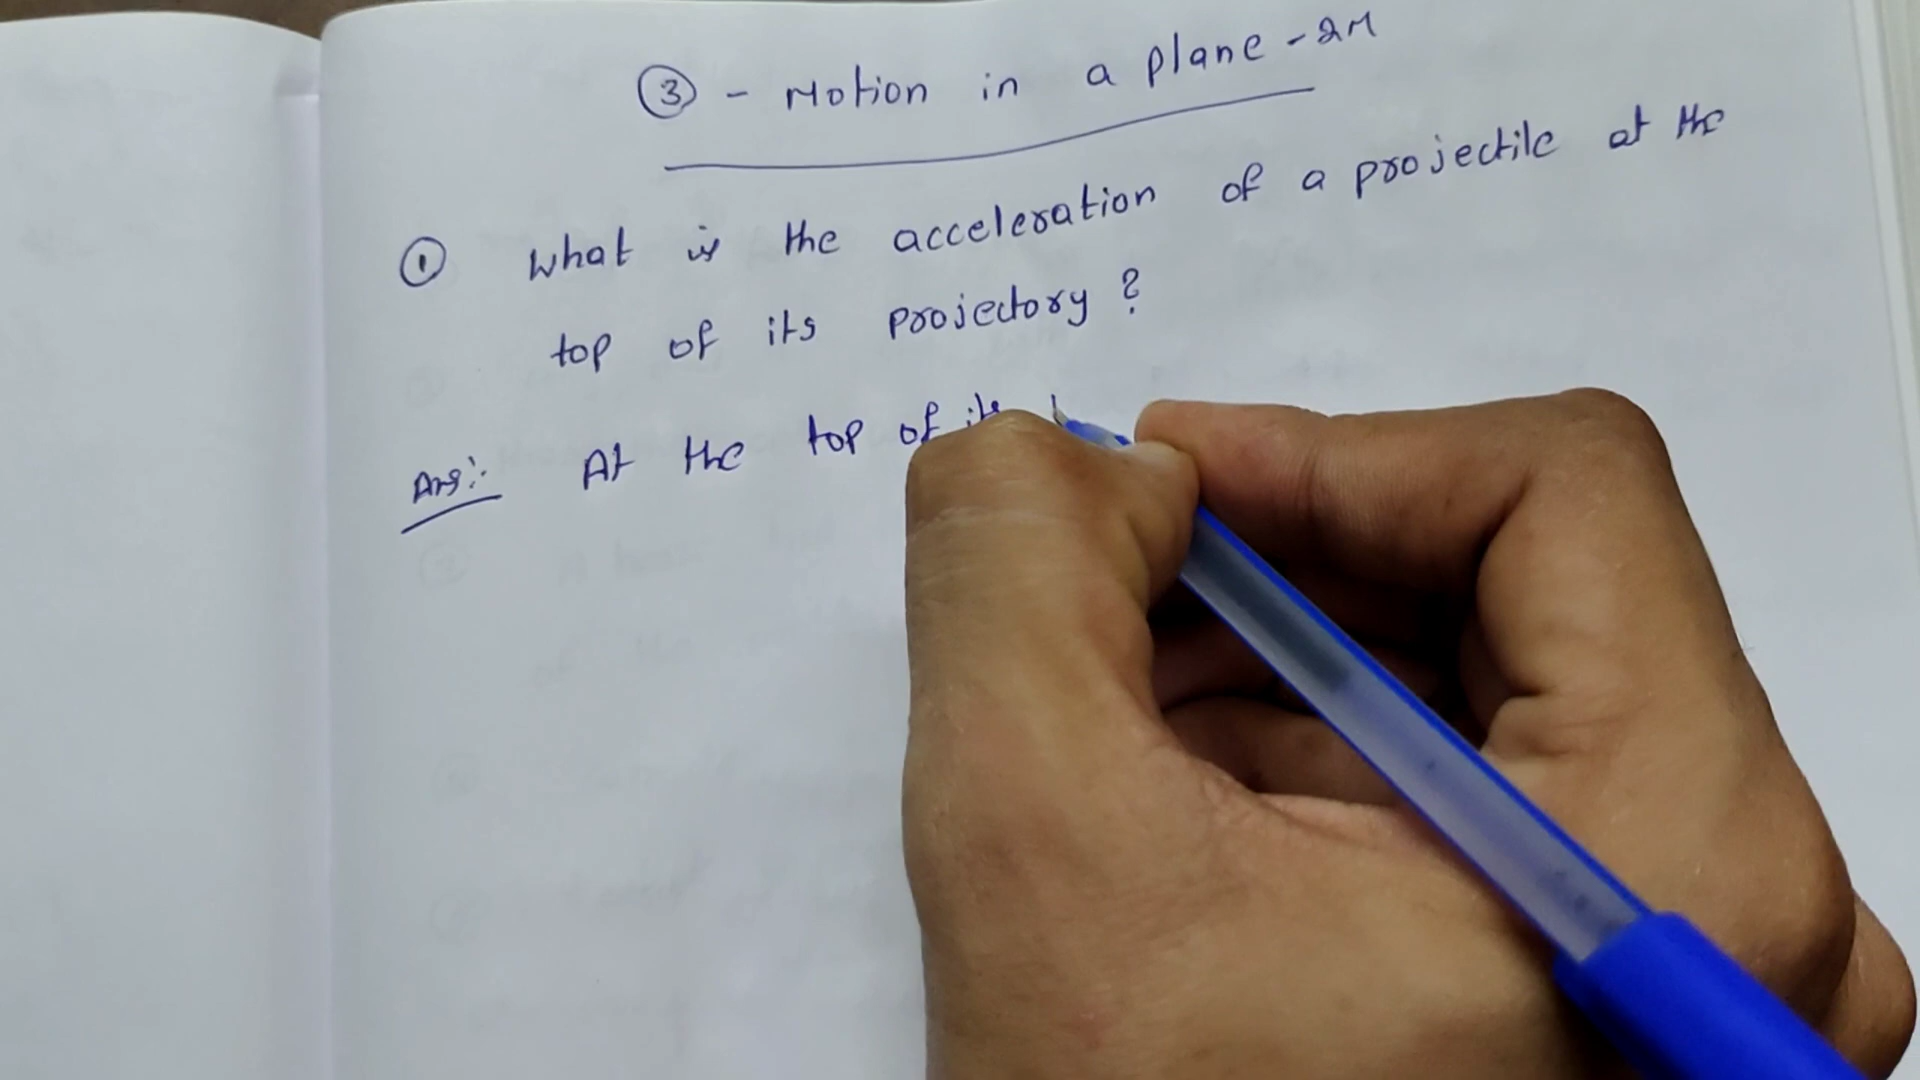 ③ - Motion in a plane - 2M
① What is the acceleration of a projectile at the
top of its projectory ?
Ans:- At the top of its